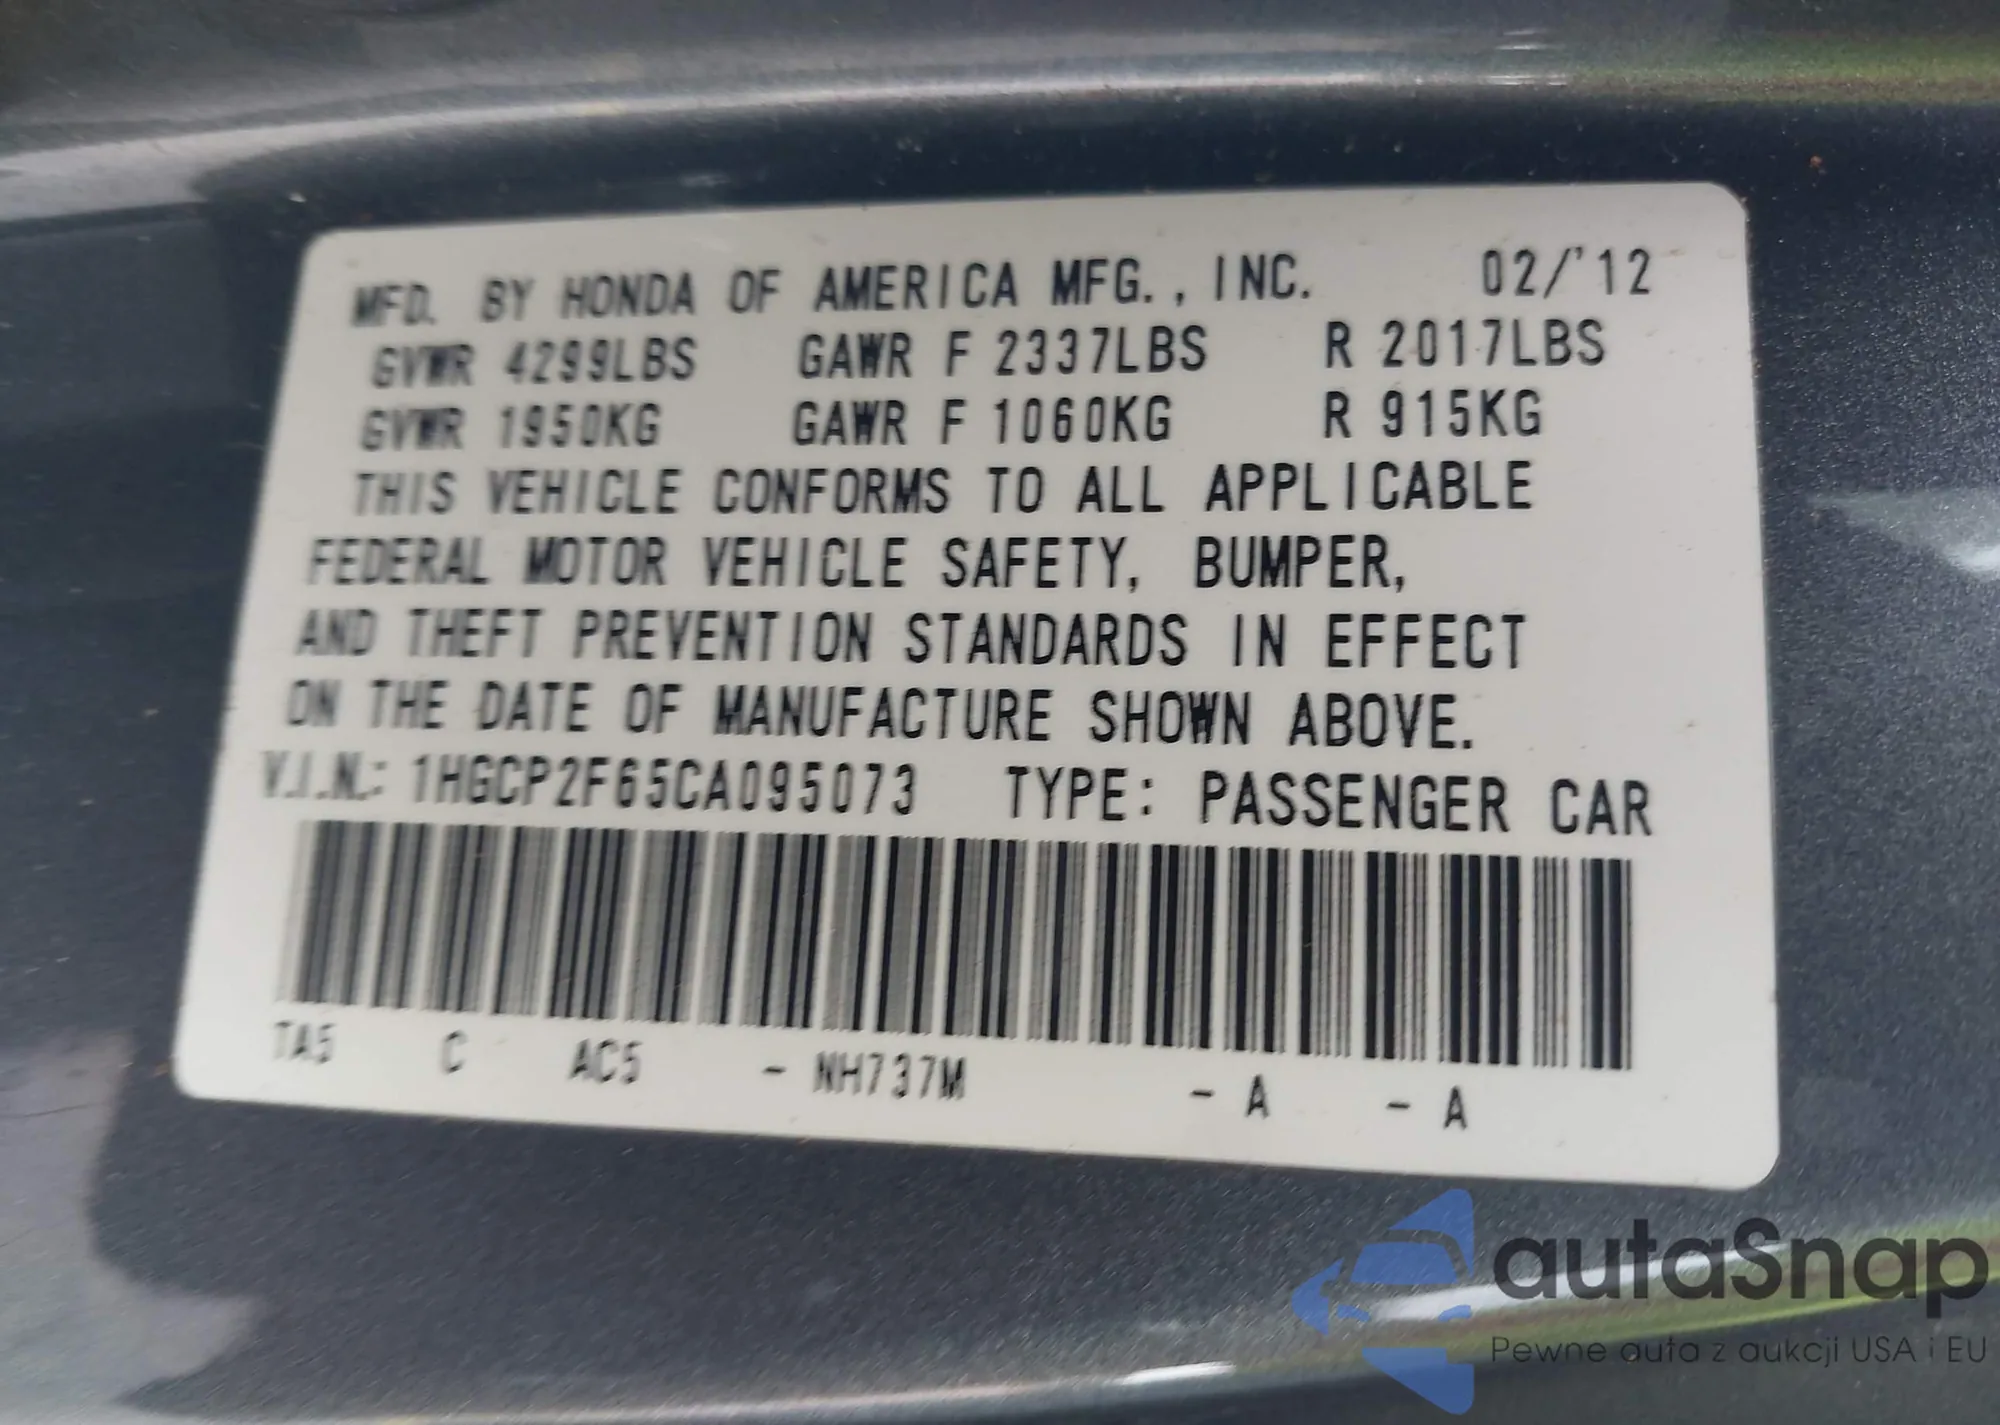 MFD. BY HONDA OF AMERICA MFG., INC. 02/'12
GVWR 4299LBS GAWR F 2337LBS R 2017LBS
GVWR 1950KG GAWR F 1060KG R 915KG
THIS VEHICLE CONFORMS TO ALL APPLICABLE
FEDERAL MOTOR VEHICLE SAFETY, BUMPER,
AND THEFT PREVENTION STANDARDS IN EFFECT
ON THE DATE OF MANUFACTURE SHOWN ABOVE.
V.I.N.: 1HGCP2F65CA095073 TYPE: PASSENGER CAR
TA5 C AC5 - NH737M - A - A
autaSnap
Pewne auta z aukcji USA i EU